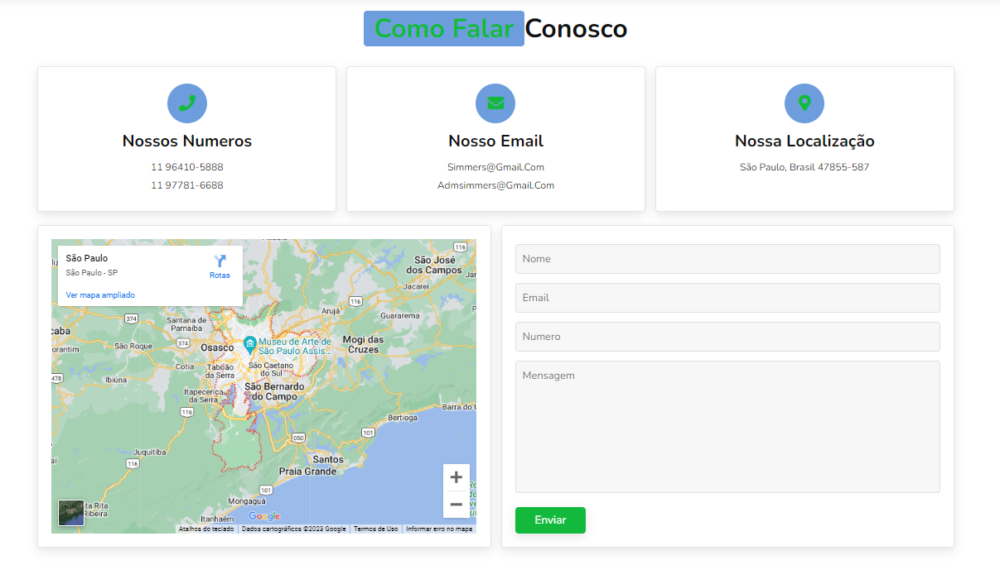 Como Falar Conosco
Nossos Numeros
11 96410-5888
11 97781-6688
Nosso Email
Simmers@Gmail.Com
Admsimmers@Gmail.Com
Nossa Localização
São Paulo, Brasil 47855-587
São Paulo
São Paulo - SP
Rotas
Ver mapa ampliado
116
São José
dos Campos
Jacareí
116
Arujá
Guararema
374
Santana de
Parnaíba
Mogi das
Cruzes
São Roque
374
Osasco
Museu de Arte de
São Paulo Assis...
Cotia
Taboão
da Serra
São Caetano
do Sul
478
Ibiúna
Itapecerica
da Serra
São Bernardo
do Campo
116
Barra do
Bertioga
101
050
Juquitiba
116
Santos
Praia Grande
101
Mongaguá
Itanhaém
Google
Atalhos do teclado
Dados cartográficos ©2023 Google
Termos de Uso
Informar erro no mapa
Nome
Email
Numero
Mensagem
Enviar